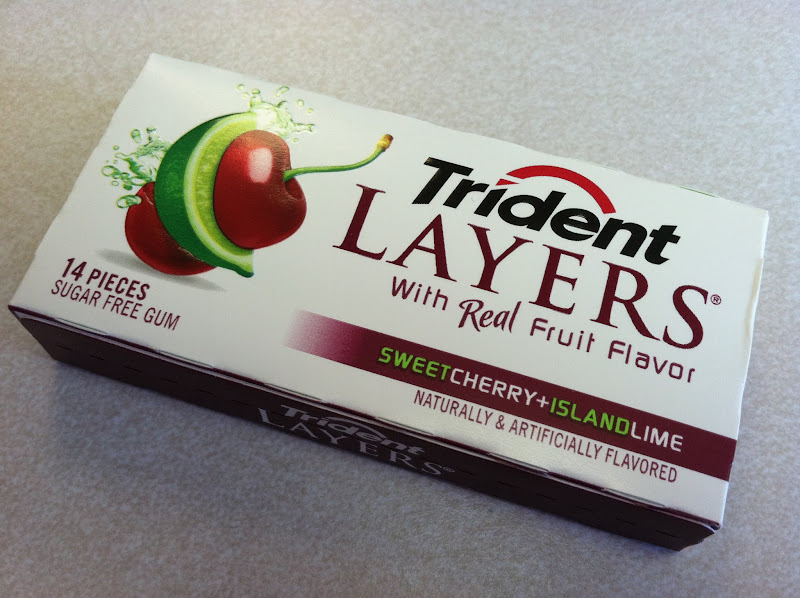 Trident
LAYERS®
With Real Fruit Flavor
14 PIECES
SUGAR FREE GUM
SWEETCHERRY+ISLANDLIME
NATURALLY & ARTIFICIALLY FLAVORED
Trident
LAYERS®